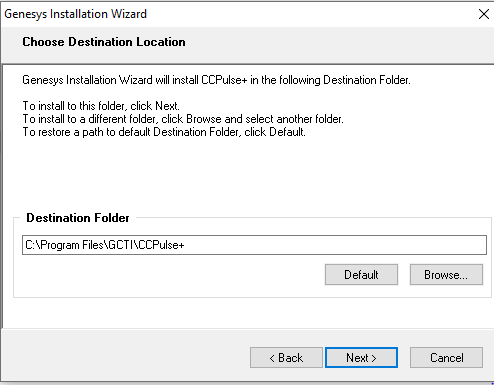 Genesys Installation Wizard
Choose Destination Location
Genesys Installation Wizard will install CCPulse+ in the following Destination Folder.
To install to this folder, click Next.
To install to a different folder, click Browse and select another folder.
To restore a path to default Destination Folder, click Default.
Destination Folder
C:\Program Files\GCTI\CCPulse+
Default
Browse...
< Back
Next >
Cancel